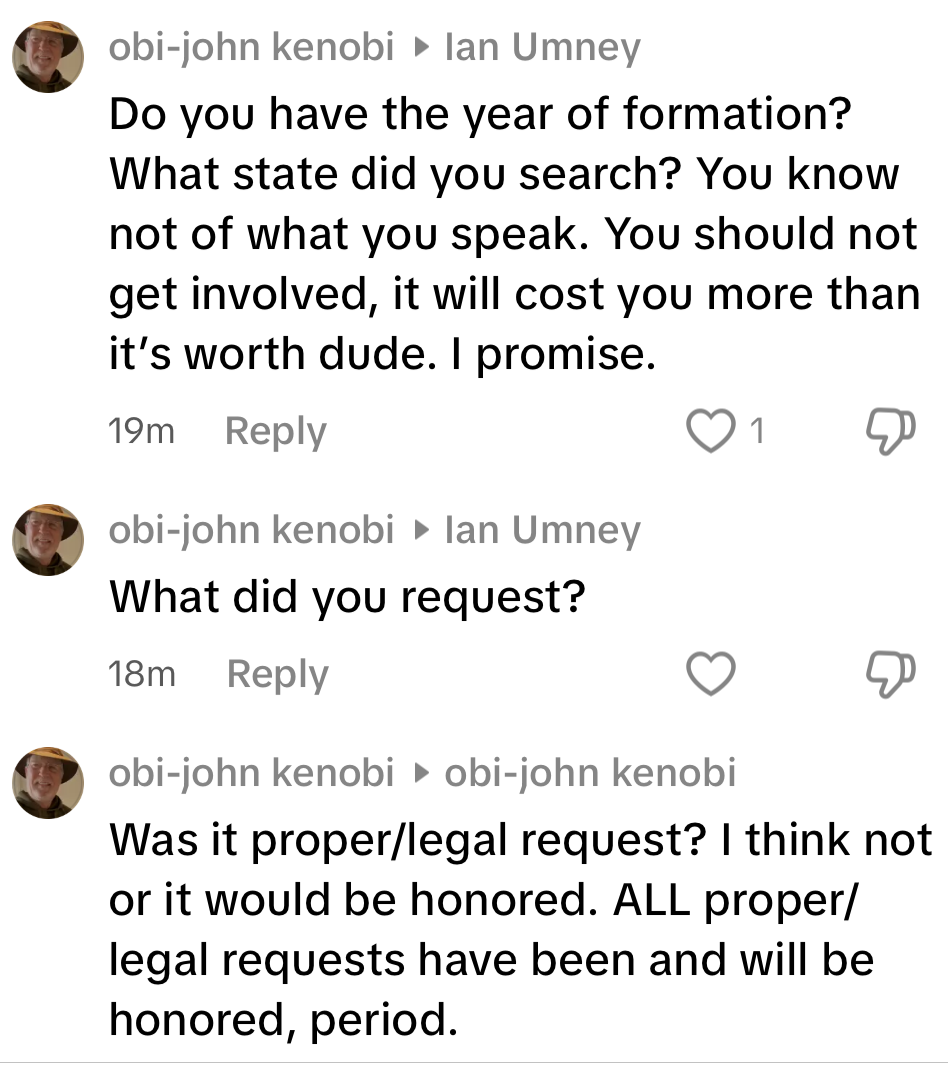 obi-john kenobi ▸ Ian Umney
Do you have the year of formation?
What state did you search? You know
not of what you speak. You should not
get involved, it will cost you more than
it’s worth dude. I promise.
19m Reply 1
obi-john kenobi ▸ Ian Umney
What did you request?
18m Reply
obi-john kenobi ▸ obi-john kenobi
Was it proper/legal request? I think not
or it would be honored. ALL proper/
legal requests have been and will be
honored, period.